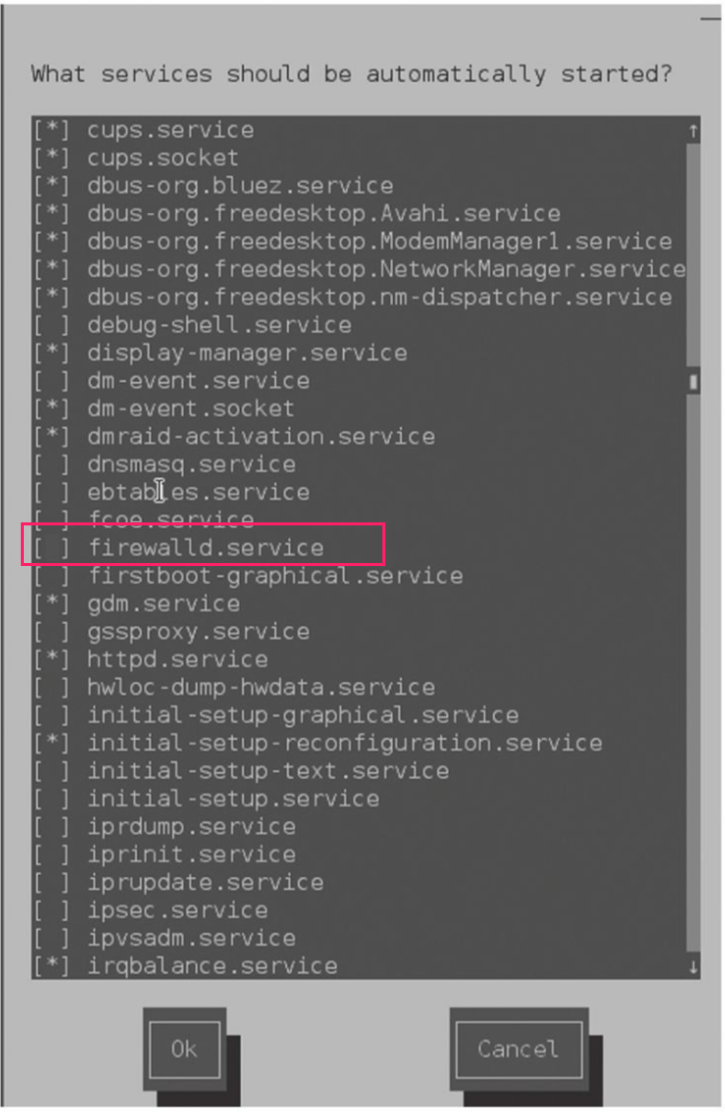 What services should be automatically started?
[*] cups.service
[*] cups.socket
[*] dbus-org.bluez.service
[*] dbus-org.freedesktop.Avahi.service
[*] dbus-org.freedesktop.ModemManager1.service
[*] dbus-org.freedesktop.NetworkManager.service
[*] dbus-org.freedesktop.nm-dispatcher.service
[ ] debug-shell.service
[*] display-manager.service
[ ] dm-event.service
[*] dm-event.socket
[*] dmraid-activation.service
[ ] dnsmasq.service
[ ] ebtables.service
[ ] fcoe.service
[ ] firewalld.service
[ ] firstboot-graphical.service
[*] gdm.service
[ ] gssproxy.service
[*] httpd.service
[ ] hwloc-dump-hwdata.service
[ ] initial-setup-graphical.service
[*] initial-setup-reconfiguration.service
[ ] initial-setup-text.service
[ ] initial-setup.service
[ ] iprdump.service
[ ] iprinit.service
[ ] iprupdate.service
[ ] ipsec.service
[ ] ipvsadm.service
[*] irqbalance.service
Ok Cancel